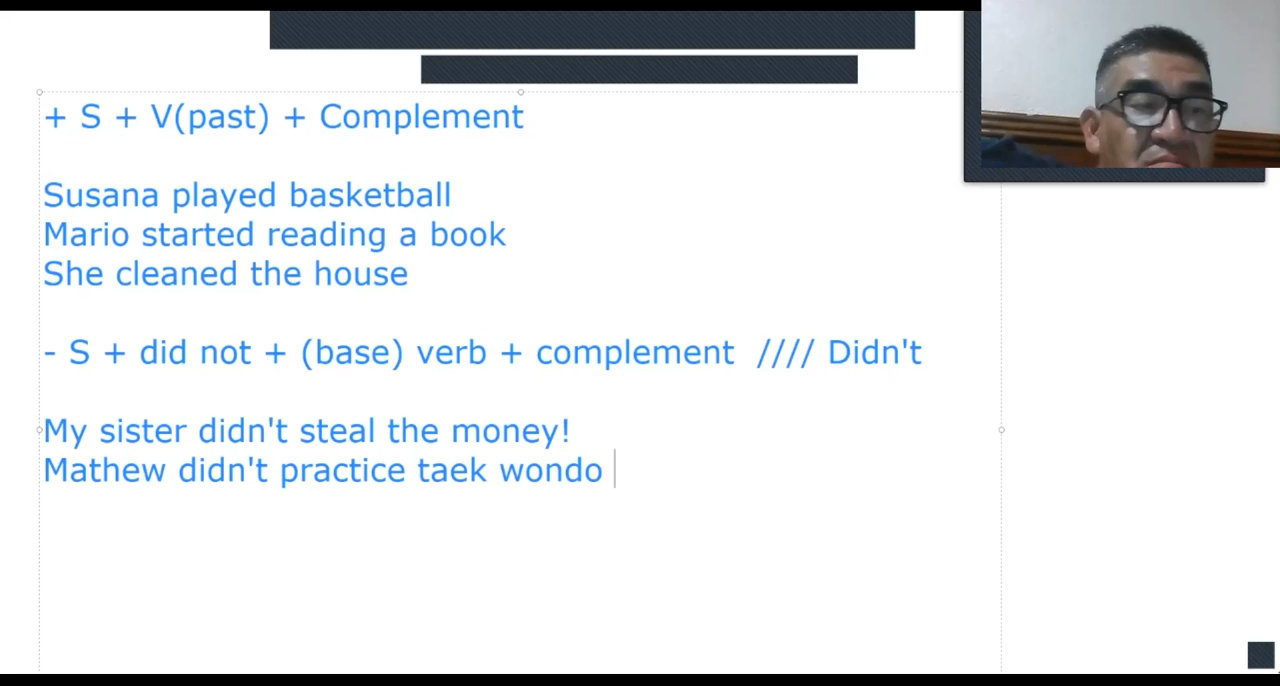 + S + V(past) + Complement
Susana played basketball
Mario started reading a book
She cleaned the house
- S + did not + (base) verb + complement //// Didn't
My sister didn't steal the money!
Mathew didn't practice taek wondo